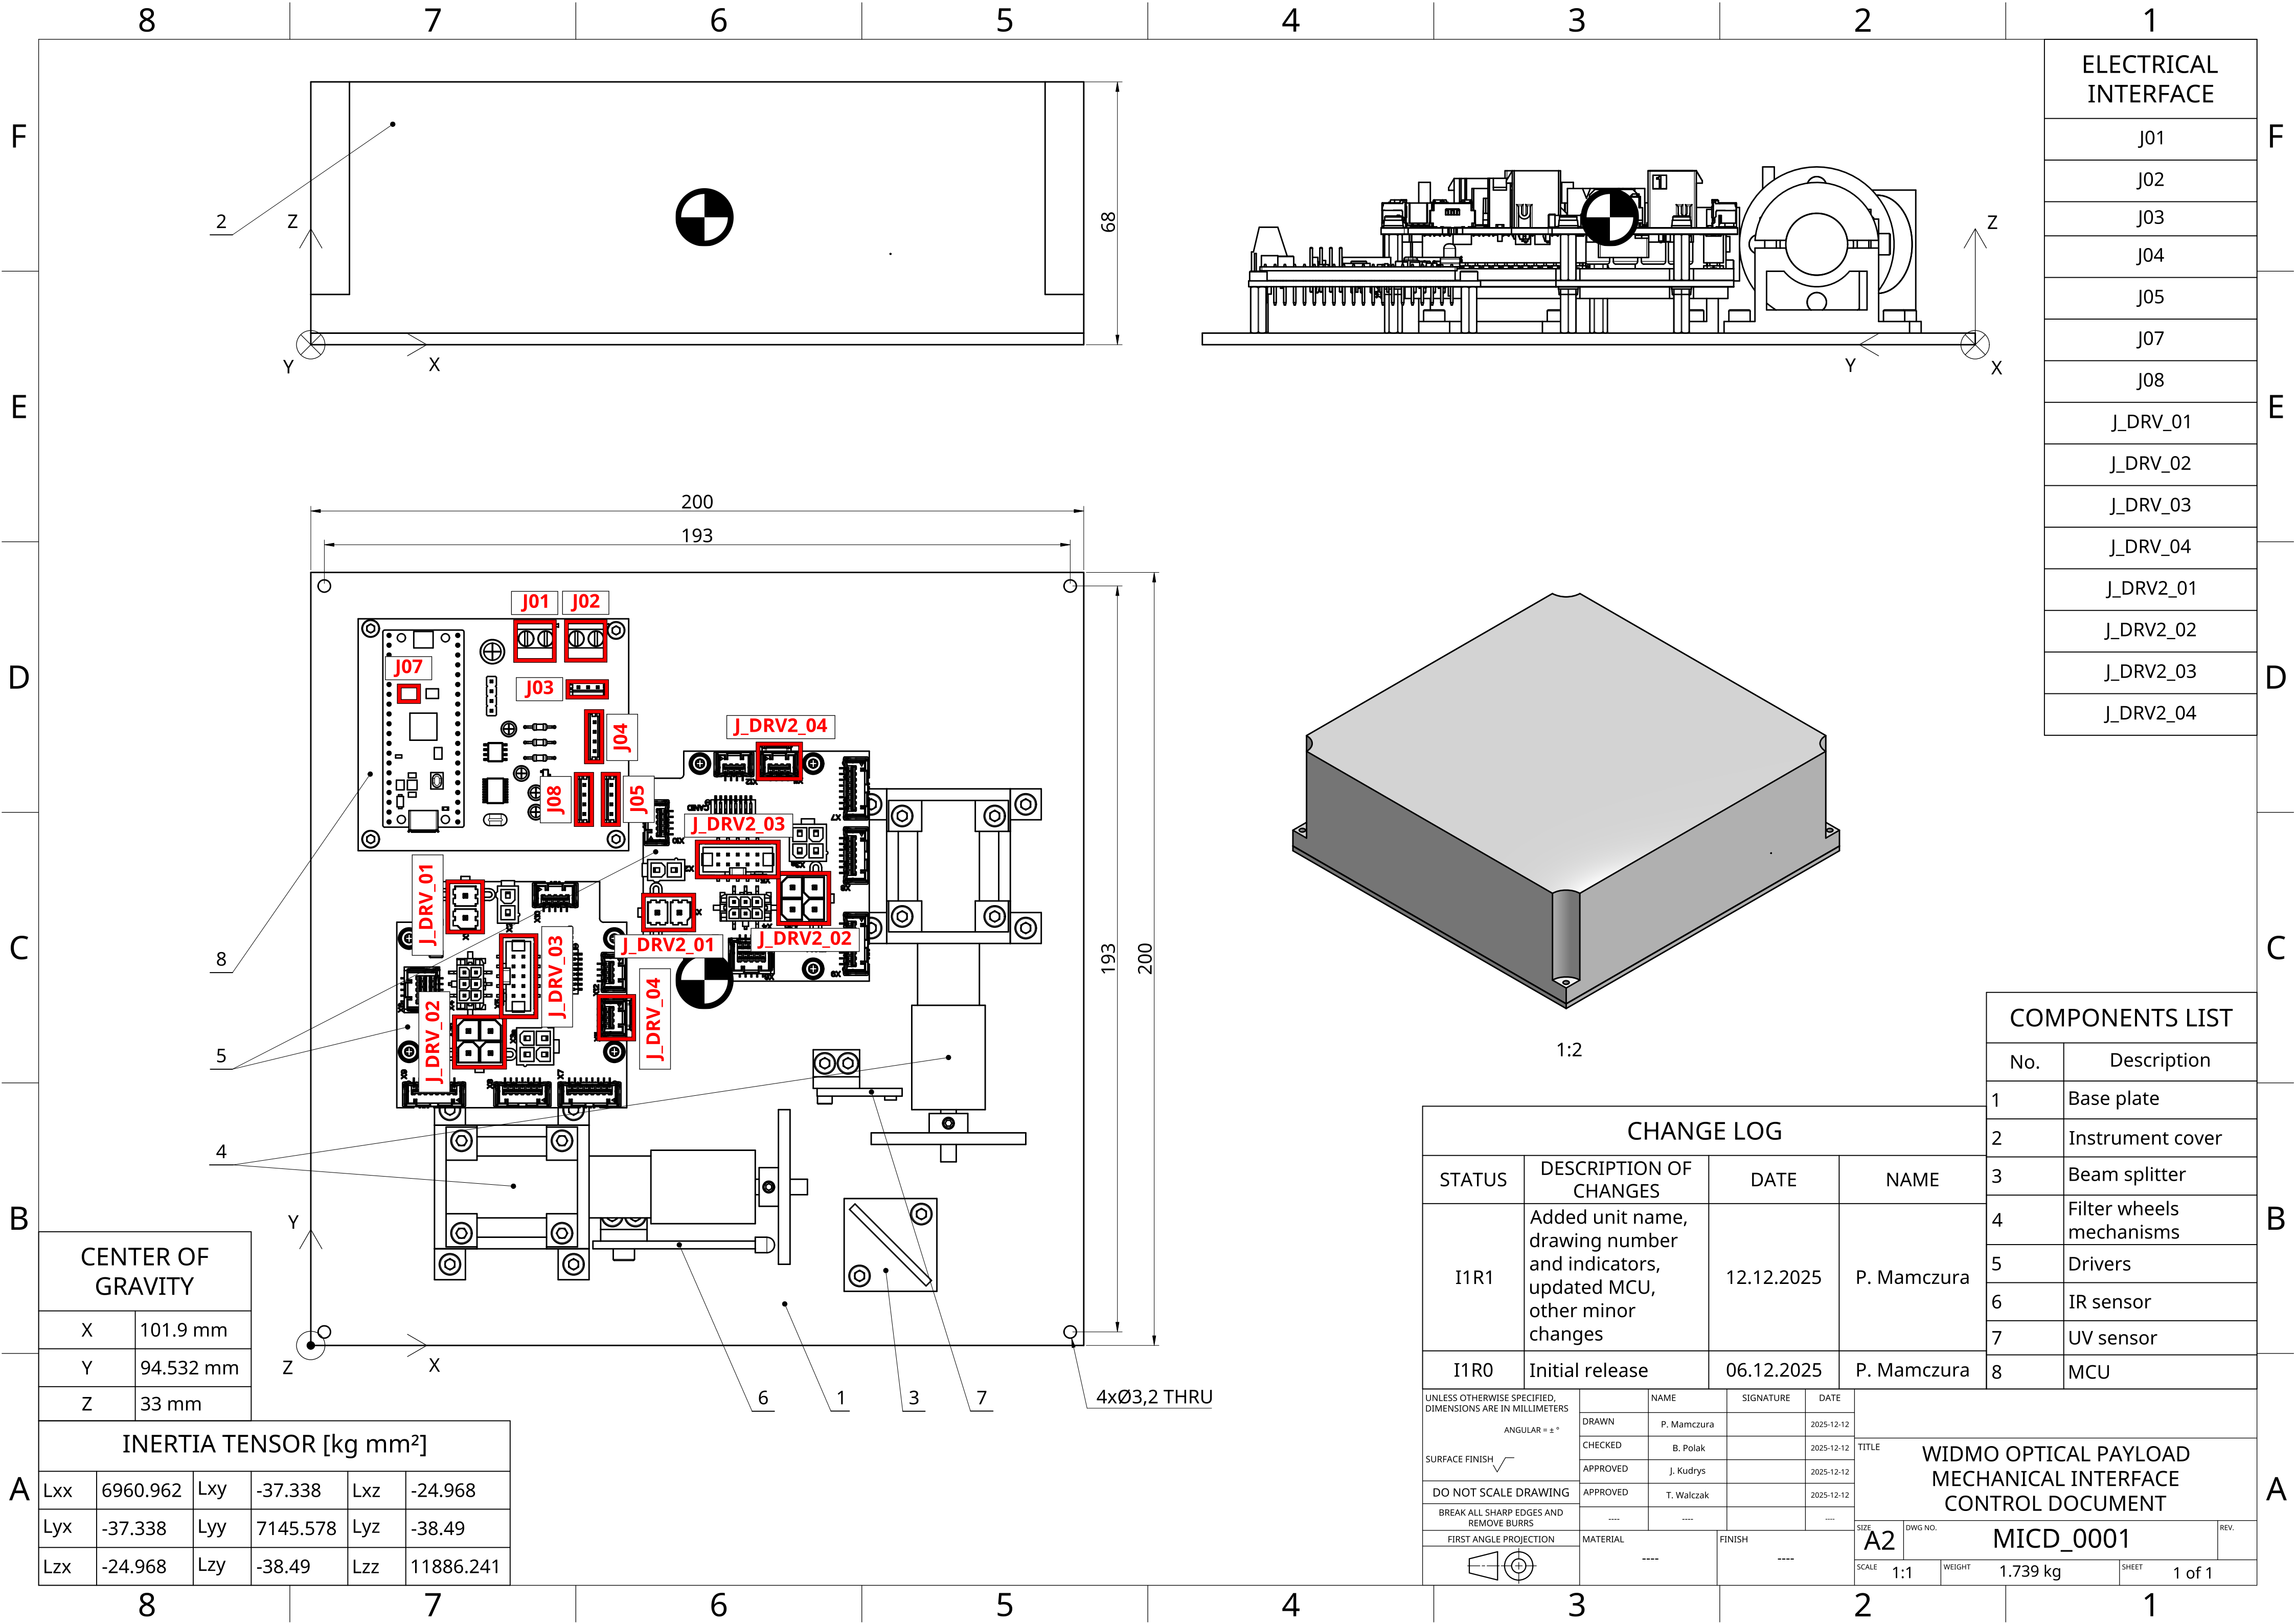 8 7 6 5 4 3 2 1
F
E
D
C
B
A
F
E
D
C
B
A
2
Z
Y
X
68
Z
Y
X
ELECTRICAL
INTERFACE
J01
J02
J03
J04
J05
J07
J08
J_DRV_01
J_DRV_02
J_DRV_03
J_DRV_04
J_DRV2_01
J_DRV2_02
J_DRV2_03
J_DRV2_04
200
193
J01
J02
J07
J03
J04
J08
J05
J_DRV2_04
J_DRV2_03
J_DRV2_01
J_DRV2_02
J_DRV_01
J_DRV_03
J_DRV_02
J_DRV_04
193
200
8
5
4
Y
Z
X
6
1
3
7
4xØ3,2 THRU
1:2
CENTER OF
GRAVITY
X 101.9 mm
Y 94.532 mm
Z 33 mm
INERTIA TENSOR [kg mm²]
Lxx 6960.962 Lxy -37.338 Lxz -24.968
Lyx -37.338 Lyy 7145.578 Lyz -38.49
Lzx -24.968 Lzy -38.49 Lzz 11886.241
COMPONENTS LIST
No. Description
1 Base plate
2 Instrument cover
3 Beam splitter
4 Filter wheels
mechanisms
5 Drivers
6 IR sensor
7 UV sensor
8 MCU
CHANGE LOG
STATUS DESCRIPTION OF
CHANGES DATE NAME
I1R1 Added unit name,
drawing number
and indicators,
updated MCU,
other minor
changes 12.12.2025 P. Mamczura
I1R0 Initial release 06.12.2025 P. Mamczura
UNLESS OTHERWISE SPECIFIED,
DIMENSIONS ARE IN MILLIMETERS
ANGULAR = ± °
SURFACE FINISH
DO NOT SCALE DRAWING
BREAK ALL SHARP EDGES AND
REMOVE BURRS
FIRST ANGLE PROJECTION
NAME SIGNATURE DATE
DRAWN P. Mamczura 2025-12-12
CHECKED B. Polak 2025-12-12
APPROVED J. Kudrys 2025-12-12
APPROVED T. Walczak 2025-12-12
---- ---- ----
MATERIAL
----
FINISH
----
TITLE
WIDMO OPTICAL PAYLOAD
MECHANICAL INTERFACE
CONTROL DOCUMENT
SIZE
A2
DWG NO.
MICD_0001
REV.
SCALE 1:1
WEIGHT 1.739 kg
SHEET 1 of 1
8 7 6 5 4 3 2 1